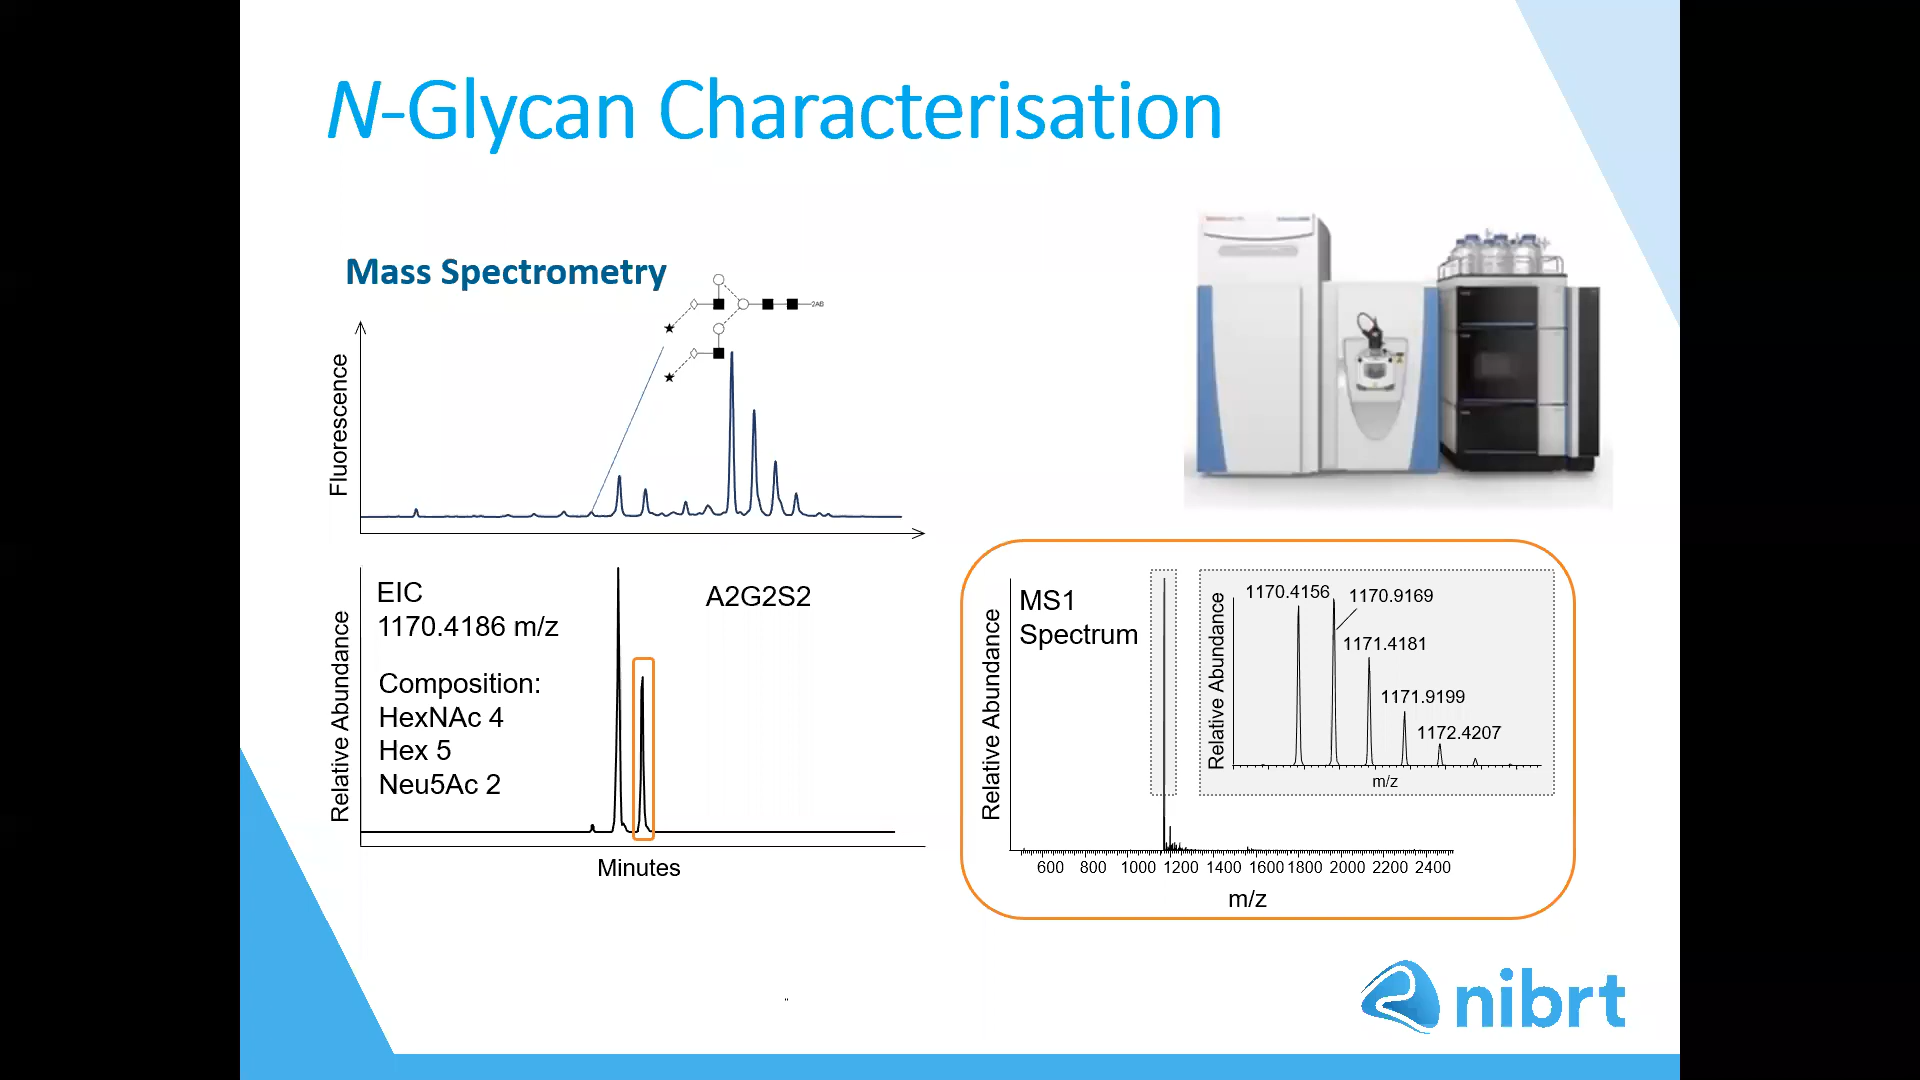 N-Glycan Characterisation
Mass Spectrometry
2AB
Fluorescence
EIC
1170.4186 m/z
A2G2S2
Composition:
HexNAc 4
Hex 5
Neu5Ac 2
Relative Abundance
Minutes
MS1
Spectrum
Relative Abundance
600 800 1000 1200 1400 1600 1800 2000 2200 2400
m/z
1170.4156
1170.9169
1171.4181
1171.9199
1172.4207
Relative Abundance
m/z
"
nibrt